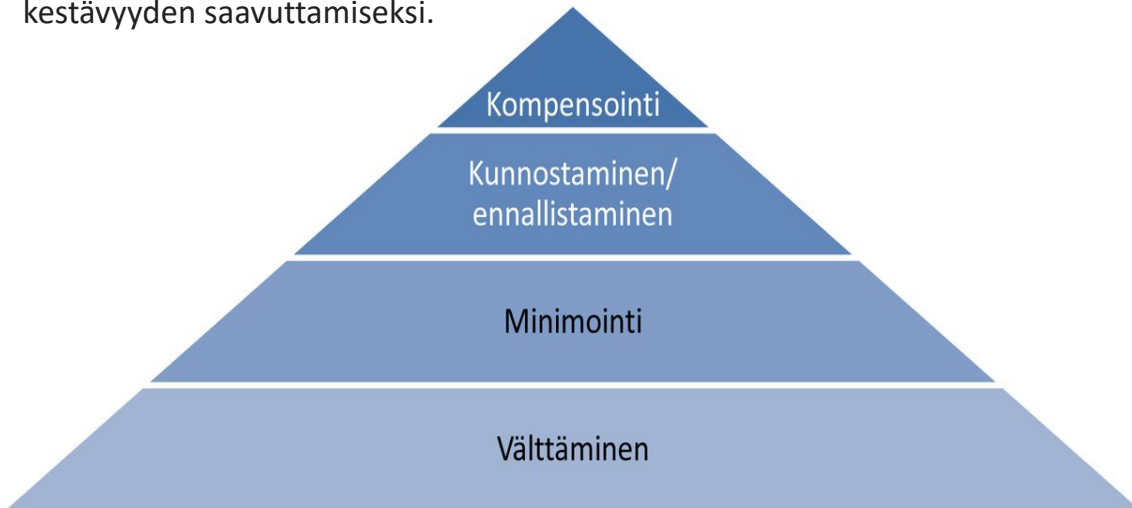 kestävyyden saavuttamiseksi.
Kompensointi
Kunnostaminen/
ennallistaminen
Minimointi
Välttäminen